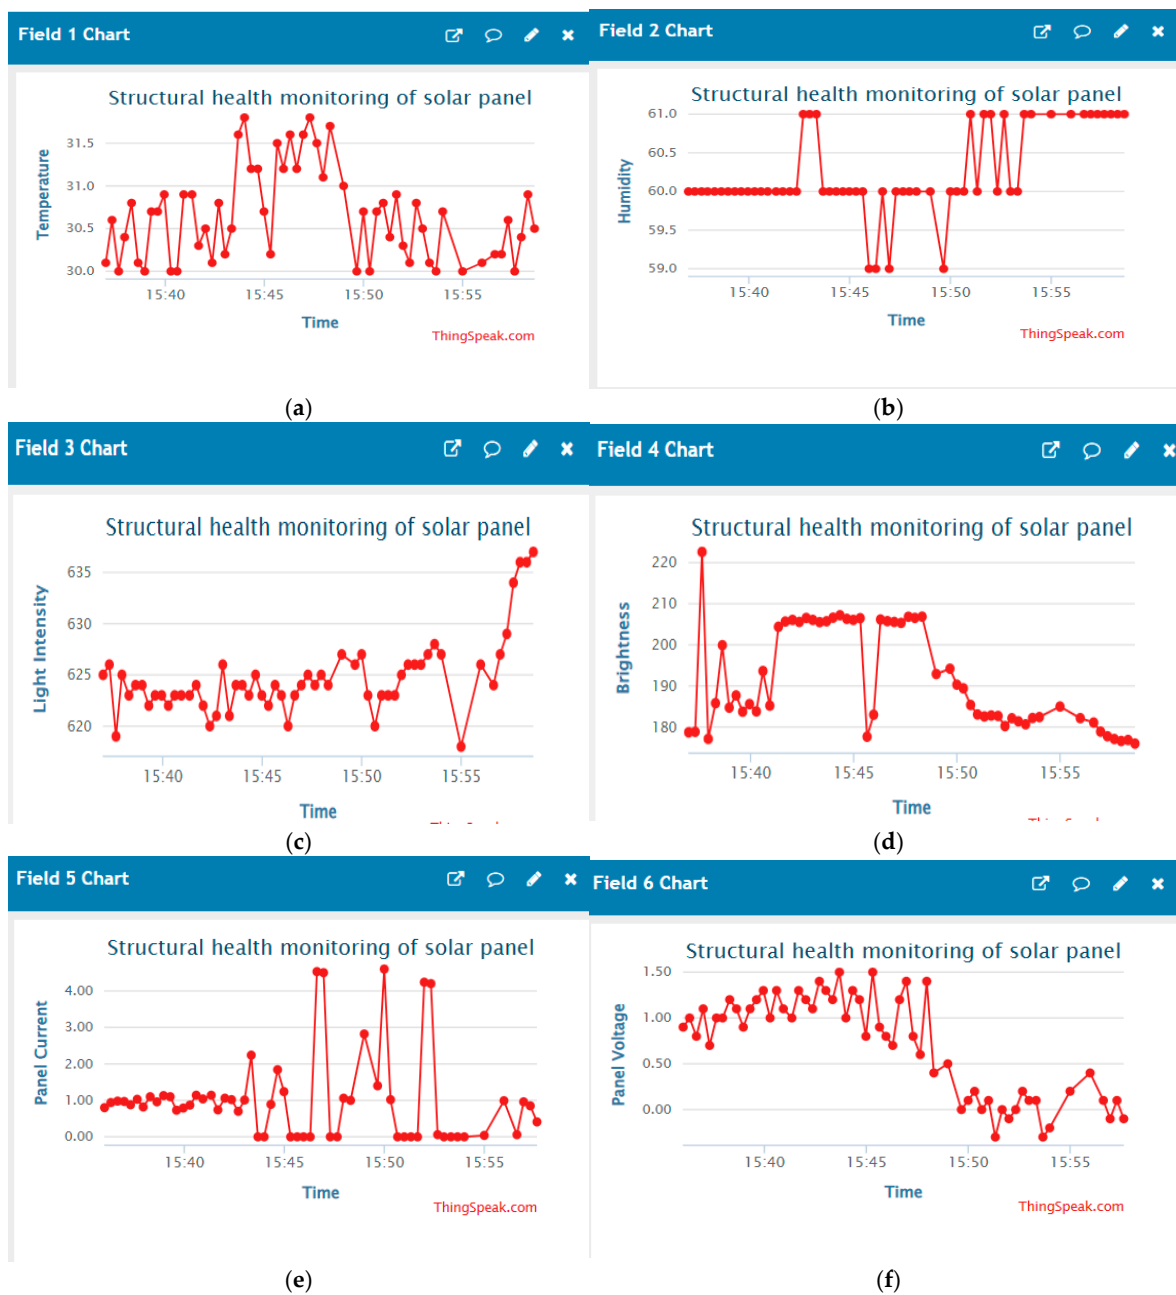 Field 1 Chart
Structural health monitoring of solar panel
Temperature
31.5
31.0
30.5
30.0
15:40 15:45 15:50 15:55
Time
ThingSpeak.com
(a)
Field 2 Chart
Structural health monitoring of solar panel
Humidity
61.0
60.5
60.0
59.5
59.0
15:40 15:45 15:50 15:55
Time
ThingSpeak.com
(b)
Field 3 Chart
Structural health monitoring of solar panel
Light Intensity
635
630
625
620
15:40 15:45 15:50 15:55
Time
(c)
Field 4 Chart
Structural health monitoring of solar panel
Brightness
220
210
200
190
180
15:40 15:45 15:50 15:55
Time
(d)
Field 5 Chart
Structural health monitoring of solar panel
Panel Current
4.00
3.00
2.00
1.00
0.00
15:40 15:45 15:50 15:55
Time
ThingSpeak.com
(e)
Field 6 Chart
Structural health monitoring of solar panel
Panel Voltage
1.50
1.00
0.50
0.00
15:40 15:45 15:50 15:55
Time
ThingSpeak.com
(f)